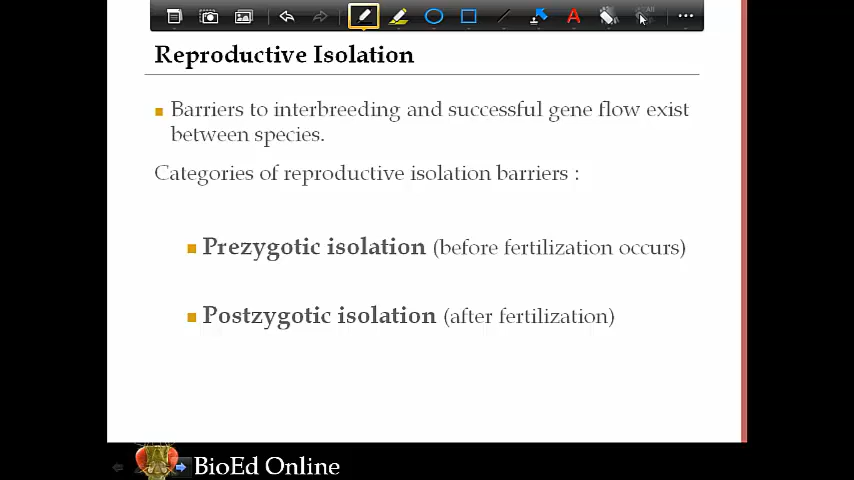 Reproductive Isolation
Barriers to interbreeding and successful gene flow exist
between species.
Categories of reproductive isolation barriers :
Prezygotic isolation (before fertilization occurs)
Postzygotic isolation (after fertilization)
BioEd Online